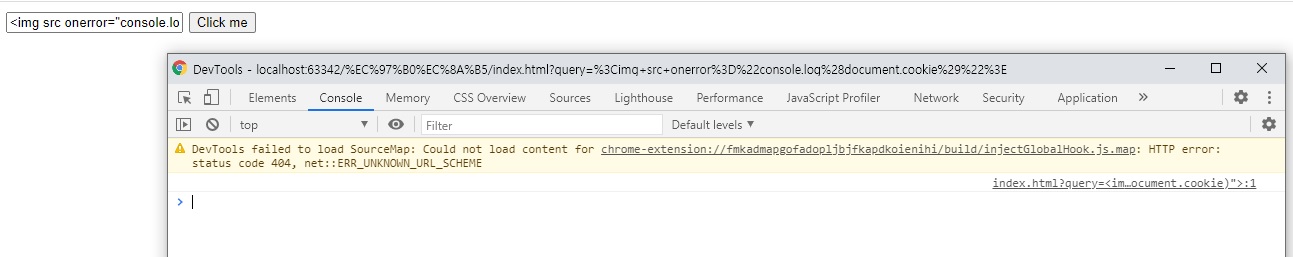 <img src onerror="console.lo
Click me
DevTools - localhost:63342/%EC%97%B0%EC%8A%B5/index.html?query=%3Cimg+src+onerror%3D%22console.log%28document.cookie%29%22%3E
Elements Console Memory CSS Overview Sources Lighthouse Performance JavaScript Profiler Network Security Application »
top Filter Default levels
DevTools failed to load SourceMap: Could not load content for chrome-extension://fmkadmapgofadopljbjfkapdkoienihi/build/injectGlobalHook.js.map: HTTP error:
status code 404, net::ERR_UNKNOWN_URL_SCHEME
index.html?query=<im…ocument.cookie)">:1
>